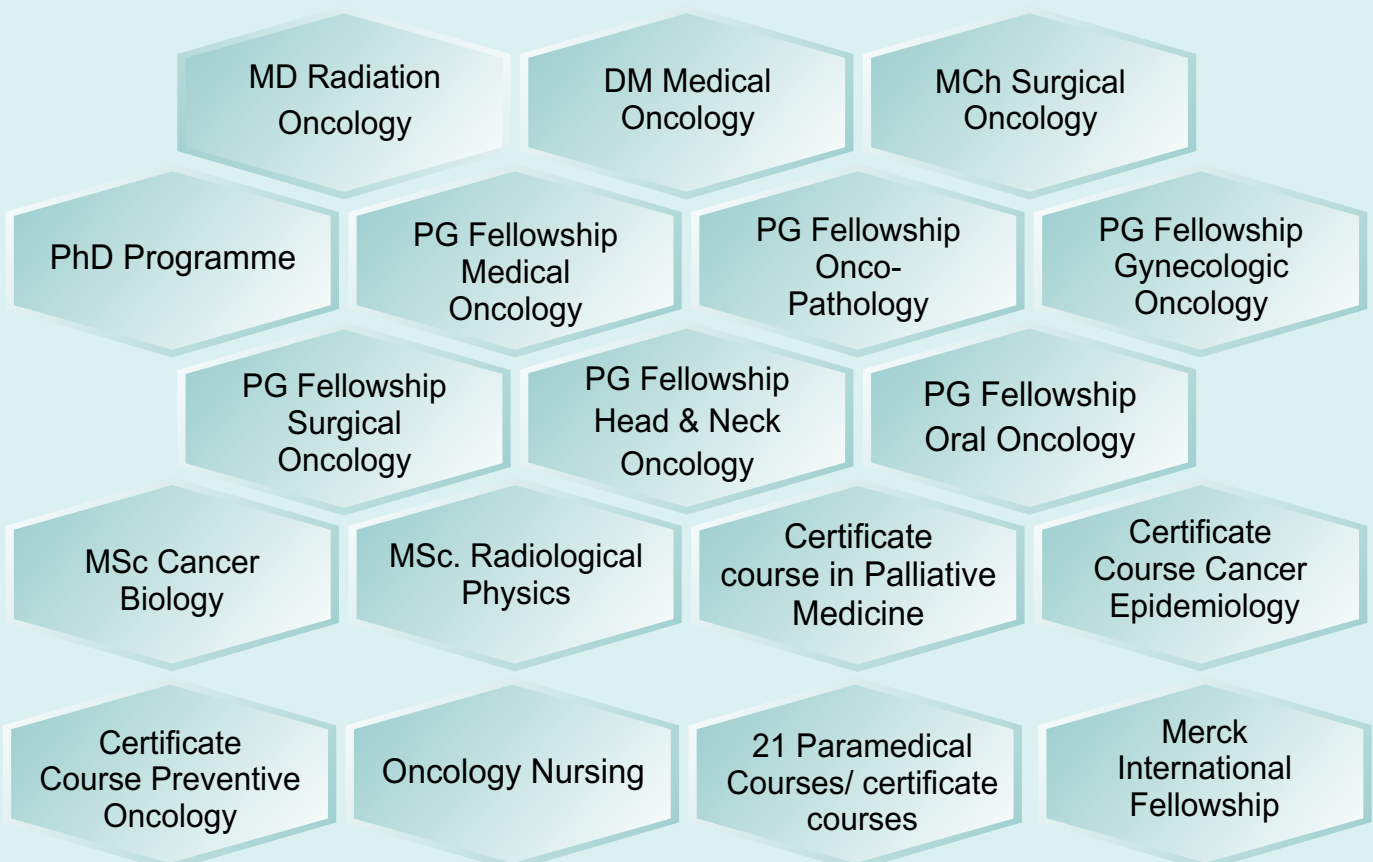 MD Radiation
Oncology
DM Medical
Oncology
MCh Surgical
Oncology
PhD Programme
PG Fellowship
Medical
Oncology
PG Fellowship
Onco-
Pathology
PG Fellowship
Gynecologic
Oncology
PG Fellowship
Surgical
Oncology
PG Fellowship
Head & Neck
Oncology
PG Fellowship
Oral Oncology
MSc Cancer
Biology
MSc. Radiological
Physics
Certificate
course in Palliative
Medicine
Certificate
Course Cancer
Epidemiology
Certificate
Course Preventive
Oncology
Oncology Nursing
21 Paramedical
Courses/ certificate
courses
Merck
International
Fellowship